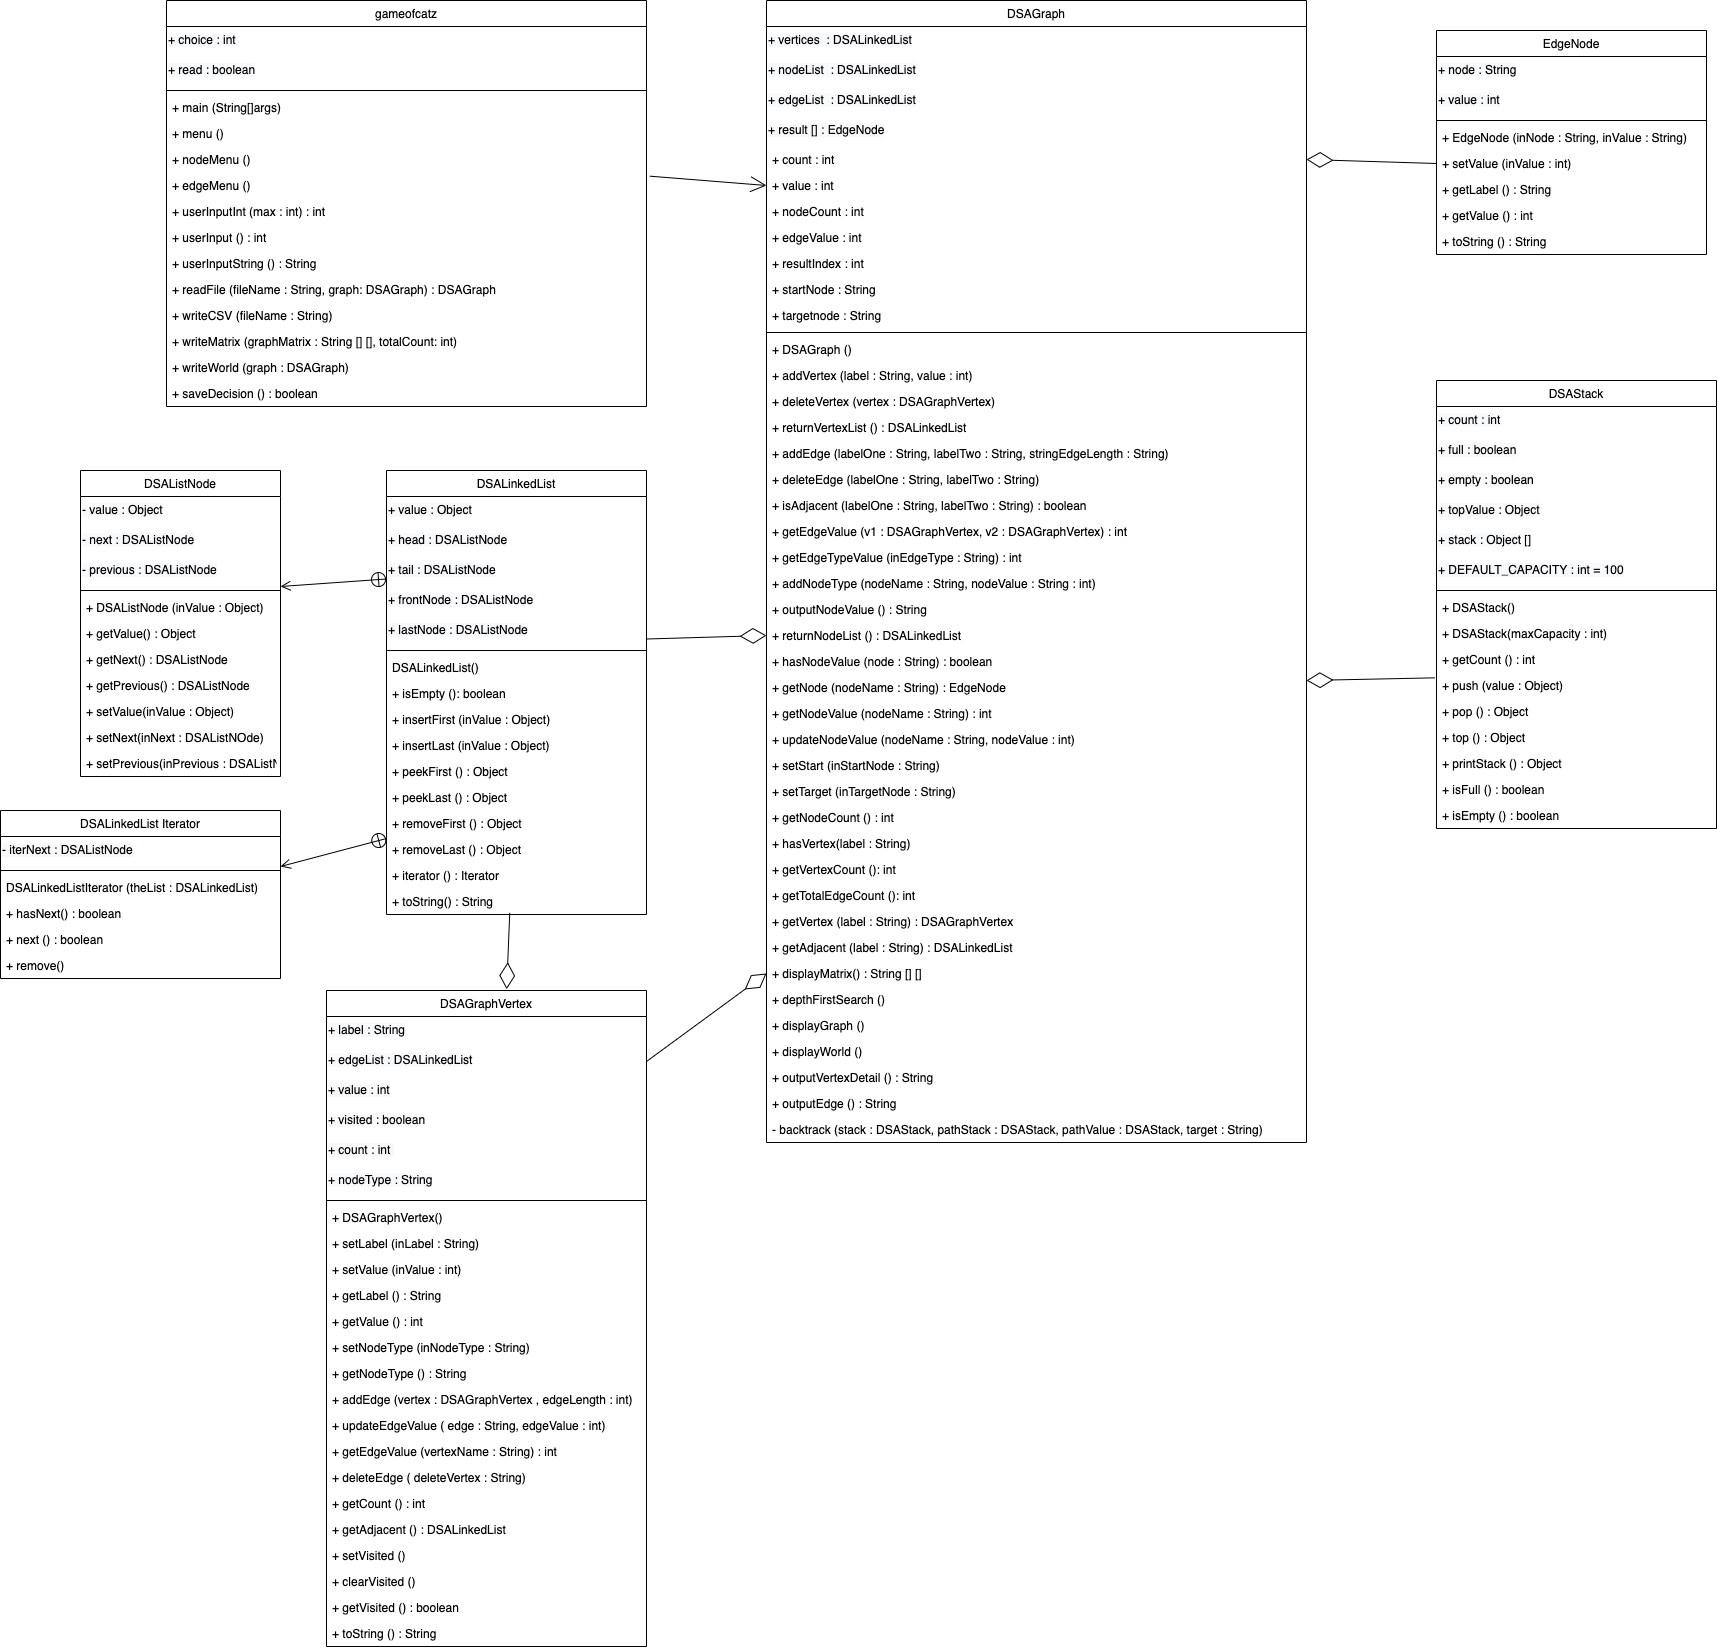 gameofcatz
+ choice : int
+ read : boolean
+ main (String[]args)
+ menu ()
+ nodeMenu ()
+ edgeMenu ()
+ userInputInt (max : int) : int
+ userInput () : int
+ userInputString () : String
+ readFile (fileName : String, graph: DSAGraph) : DSAGraph
+ writeCSV (fileName : String)
+ writeMatrix (graphMatrix : String [] [], totalCount: int)
+ writeWorld (graph : DSAGraph)
+ saveDecision () : boolean
DSAGraph
+ vertices : DSALinkedList
+ nodeList : DSALinkedList
+ edgeList : DSALinkedList
+ result [] : EdgeNode
+ count : int
+ value : int
+ nodeCount : int
+ edgeValue : int
+ resultIndex : int
+ startNode : String
+ targetnode : String
+ DSAGraph ()
+ addVertex (label : String, value : int)
+ deleteVertex (vertex : DSAGraphVertex)
+ returnVertexList () : DSALinkedList
+ addEdge (labelOne : String, labelTwo : String, stringEdgeLength : String)
+ deleteEdge (labelOne : String, labelTwo : String)
+ isAdjacent (labelOne : String, labelTwo : String) : boolean
+ getEdgeValue (v1 : DSAGraphVertex, v2 : DSAGraphVertex) : int
+ getEdgeTypeValue (inEdgeType : String) : int
+ addNodeType (nodeName : String, nodeValue : String : int)
+ outputNodeValue () : String
+ returnNodeList () : DSALinkedList
+ hasNodeValue (node : String) : boolean
+ getNode (nodeName : String) : EdgeNode
+ getNodeValue (nodeName : String) : int
+ updateNodeValue (nodeName : String, nodeValue : int)
+ setStart (inStartNode : String)
+ setTarget (inTargetNode : String)
+ getNodeCount () : int
+ hasVertex(label : String)
+ getVertexCount (): int
+ getTotalEdgeCount (): int
+ getVertex (label : String) : DSAGraphVertex
+ getAdjacent (label : String) : DSALinkedList
+ displayMatrix() : String [] []
+ depthFirstSearch ()
+ displayGraph ()
+ displayWorld ()
+ outputVertexDetail () : String
+ outputEdge () : String
- backtrack (stack : DSAStack, pathStack : DSAStack, pathValue : DSAStack, target : String)
EdgeNode
+ node : String
+ value : int
+ EdgeNode (inNode : String, inValue : String)
+ setValue (inValue : int)
+ getLabel () : String
+ getValue () : int
+ toString () : String
DSAStack
+ count : int
+ full : boolean
+ empty : boolean
+ topValue : Object
+ stack : Object []
+ DEFAULT_CAPACITY : int = 100
+ DSAStack()
+ DSAStack(maxCapacity : int)
+ getCount () : int
+ push (value : Object)
+ pop () : Object
+ top () : Object
+ printStack () : Object
+ isFull () : boolean
+ isEmpty () : boolean
DSAListNode
- value : Object
- next : DSAListNode
- previous : DSAListNode
+ DSAListNode (inValue : Object)
+ getValue() : Object
+ getNext() : DSAListNode
+ getPrevious() : DSAListNode
+ setValue(inValue : Object)
+ setNext(inNext : DSAListNOde)
+ setPrevious(inPrevious : DSAListN
DSALinkedList
+ value : Object
+ head : DSAListNode
+ tail : DSAListNode
+ frontNode : DSAListNode
+ lastNode : DSAListNode
DSALinkedList()
+ isEmpty (): boolean
+ insertFirst (inValue : Object)
+ insertLast (inValue : Object)
+ peekFirst () : Object
+ peekLast () : Object
+ removeFirst () : Object
+ removeLast () : Object
+ iterator () : Iterator
+ toString() : String
DSALinkedList Iterator
- iterNext : DSAListNode
DSALinkedListIterator (theList : DSALinkedList)
+ hasNext() : boolean
+ next () : boolean
+ remove()
DSAGraphVertex
+ label : String
+ edgeList : DSALinkedList
+ value : int
+ visited : boolean
+ count : int
+ nodeType : String
+ DSAGraphVertex()
+ setLabel (inLabel : String)
+ setValue (inValue : int)
+ getLabel () : String
+ getValue () : int
+ setNodeType (inNodeType : String)
+ getNodeType () : String
+ addEdge (vertex : DSAGraphVertex , edgeLength : int)
+ updateEdgeValue ( edge : String, edgeValue : int)
+ getEdgeValue (vertexName : String) : int
+ deleteEdge ( deleteVertex : String)
+ getCount () : int
+ getAdjacent () : DSALinkedList
+ setVisited ()
+ clearVisited ()
+ getVisited () : boolean
+ toString () : String